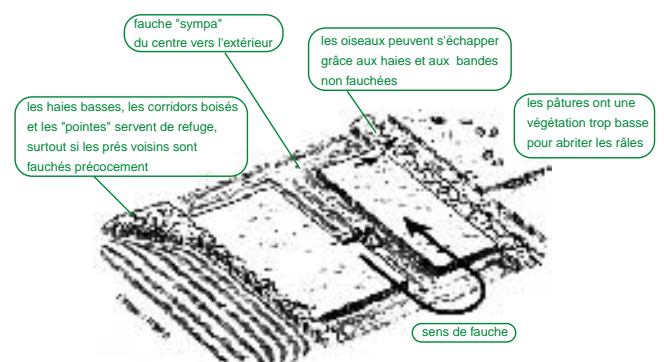 fauche "sympa"
du centre vers l'extérieur
les oiseaux peuvent s'échapper
grâce aux haies et aux bandes
non fauchées
les haies basses, les corridors boisés
et les "pointes" servent de refuge,
surtout si les prés voisins sont
fauchés précocement
les pâtures ont une
végétation trop basse
pour abriter les râles
sens de fauche